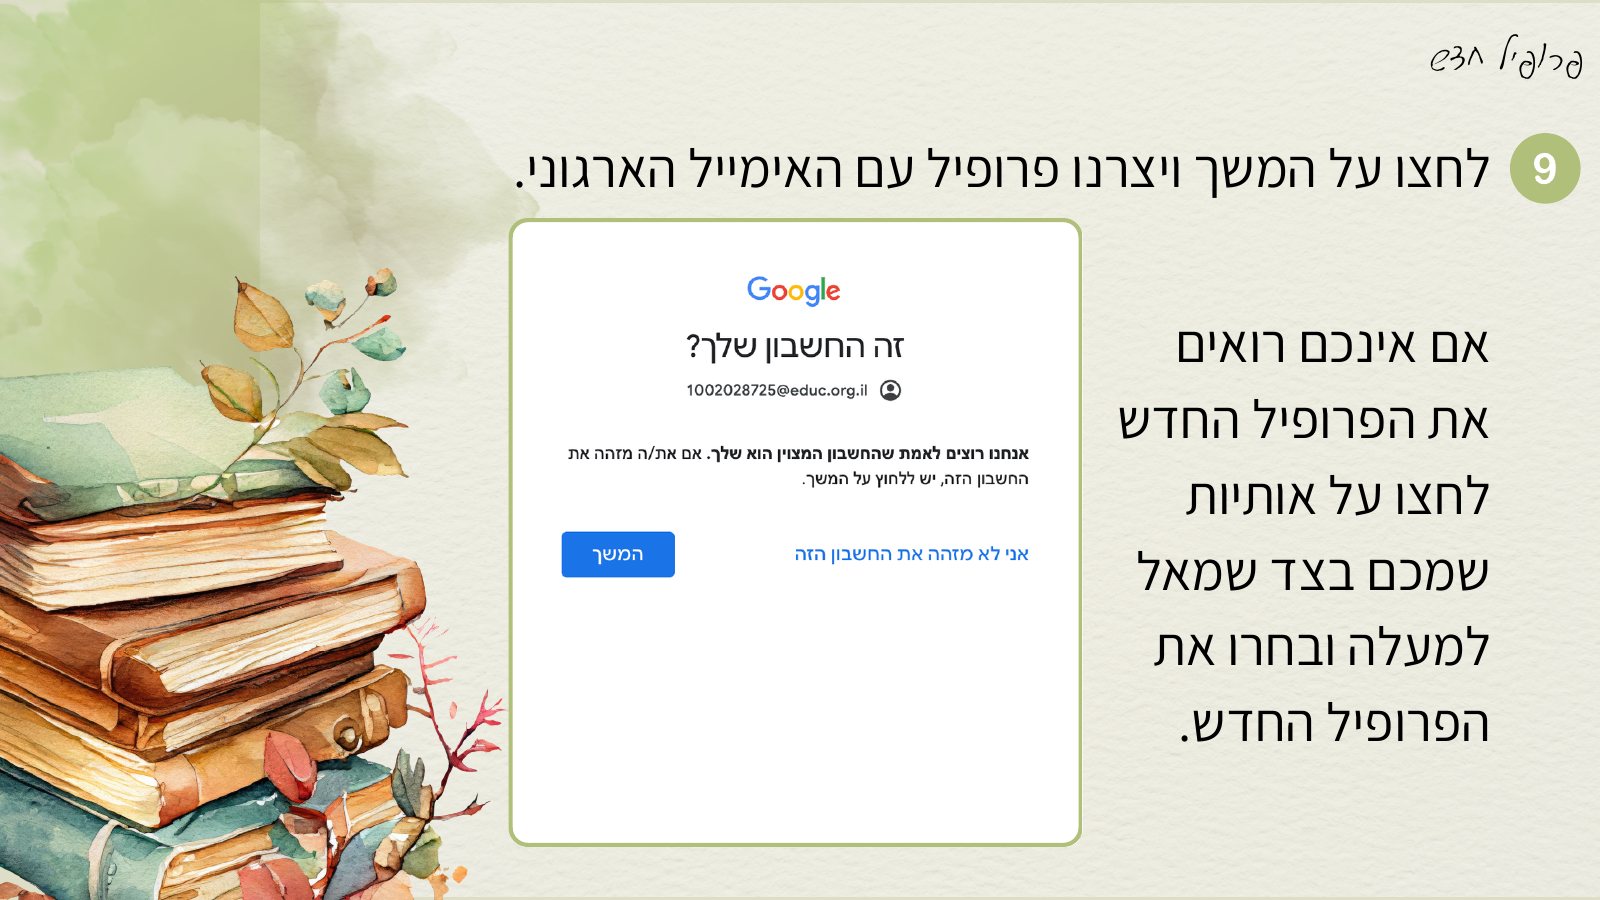 פרופיל חדש
9 לחצו על המשך ויצרנו פרופיל עם האימייל הארגוני.
Google
זה החשבון שלך?
1002028725@educ.org.il
אנחנו רוצים לאמת שהחשבון המצוין הוא שלך. אם את/ה מזהה את
החשבון הזה, יש ללחוץ על המשך.
אני לא מזהה את החשבון הזה
המשך
אם אינכם רואים
את הפרופיל החדש
לחצו על אותיות
שמכם בצד שמאל
למעלה ובחרו את
הפרופיל החדש.